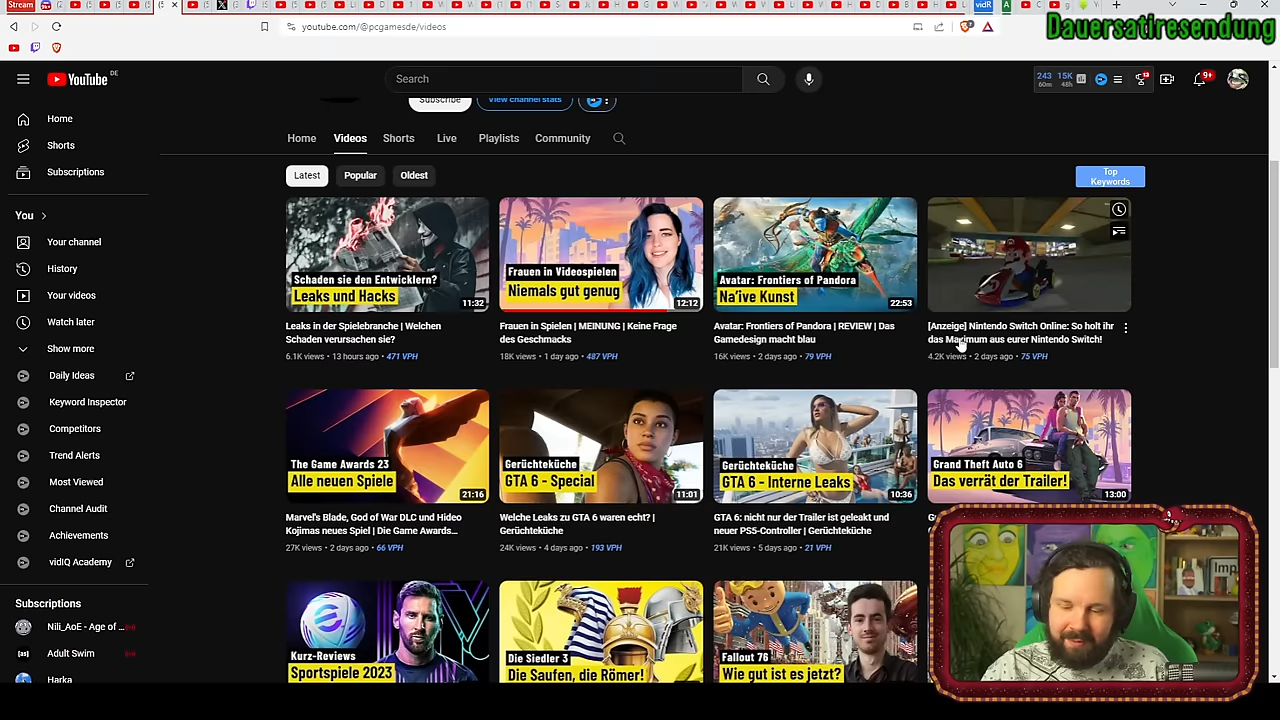 Stream
vidR
Dauersatiresendung
youtube.com/@pcgamesde/videos
YouTube DE
Search
243 60m
15K 48h
9+
Home
Shorts
Subscriptions
You
Your channel
History
Your videos
Watch later
Show more
Daily Ideas
Keyword Inspector
Competitors
Trend Alerts
Most Viewed
Channel Audit
Achievements
vidIQ Academy
Subscriptions
Nili_AoE - Age of ...
Adult Swim
Harka
Subscribe
View channel stats
Home Videos Shorts Live Playlists Community
Latest Popular Oldest
Top
Keywords
Schaden sie den Entwicklern?
Leaks und Hacks
11:32
Leaks in der Spielebranche | Welchen
Schaden verursachen sie?
6.1K views • 13 hours ago • 471 VPH
Frauen in Videospielen
Niemals gut genug
12:12
Frauen in Spielen | MEINUNG | Keine Frage
des Geschmacks
18K views • 1 day ago • 487 VPH
Avatar: Frontiers of Pandora
Na'ive Kunst
22:53
Avatar: Frontiers of Pandora | REVIEW | Das
Gamedesign macht blau
16K views • 2 days ago • 79 VPH
[Anzeige] Nintendo Switch Online: So holt ihr
das Maximum aus eurer Nintendo Switch!
4.2K views • 2 days ago • 75 VPH
The Game Awards 23
Alle neuen Spiele
21:16
Marvel's Blade, God of War DLC und Hideo
Kojimas neues Spiel | Die Game Awards...
27K views • 2 days ago • 66 VPH
Gerüchteküche
GTA 6 - Special
11:01
Welche Leaks zu GTA 6 waren echt? |
Gerüchteküche
24K views • 4 days ago • 193 VPH
Gerüchteküche
GTA 6 - Interne Leaks
10:36
GTA 6: nicht nur der Trailer ist geleakt und
neuer PS5-Controller | Gerüchteküche
21K views • 5 days ago • 21 VPH
Grand Theft Auto 6
Das verrät der Trailer!
13:00
Kurz-Reviews
Sportspiele 2023
Die Siedler 3
Die Saufen, die Römer!
Fallout 76
Wie gut ist es jetzt?